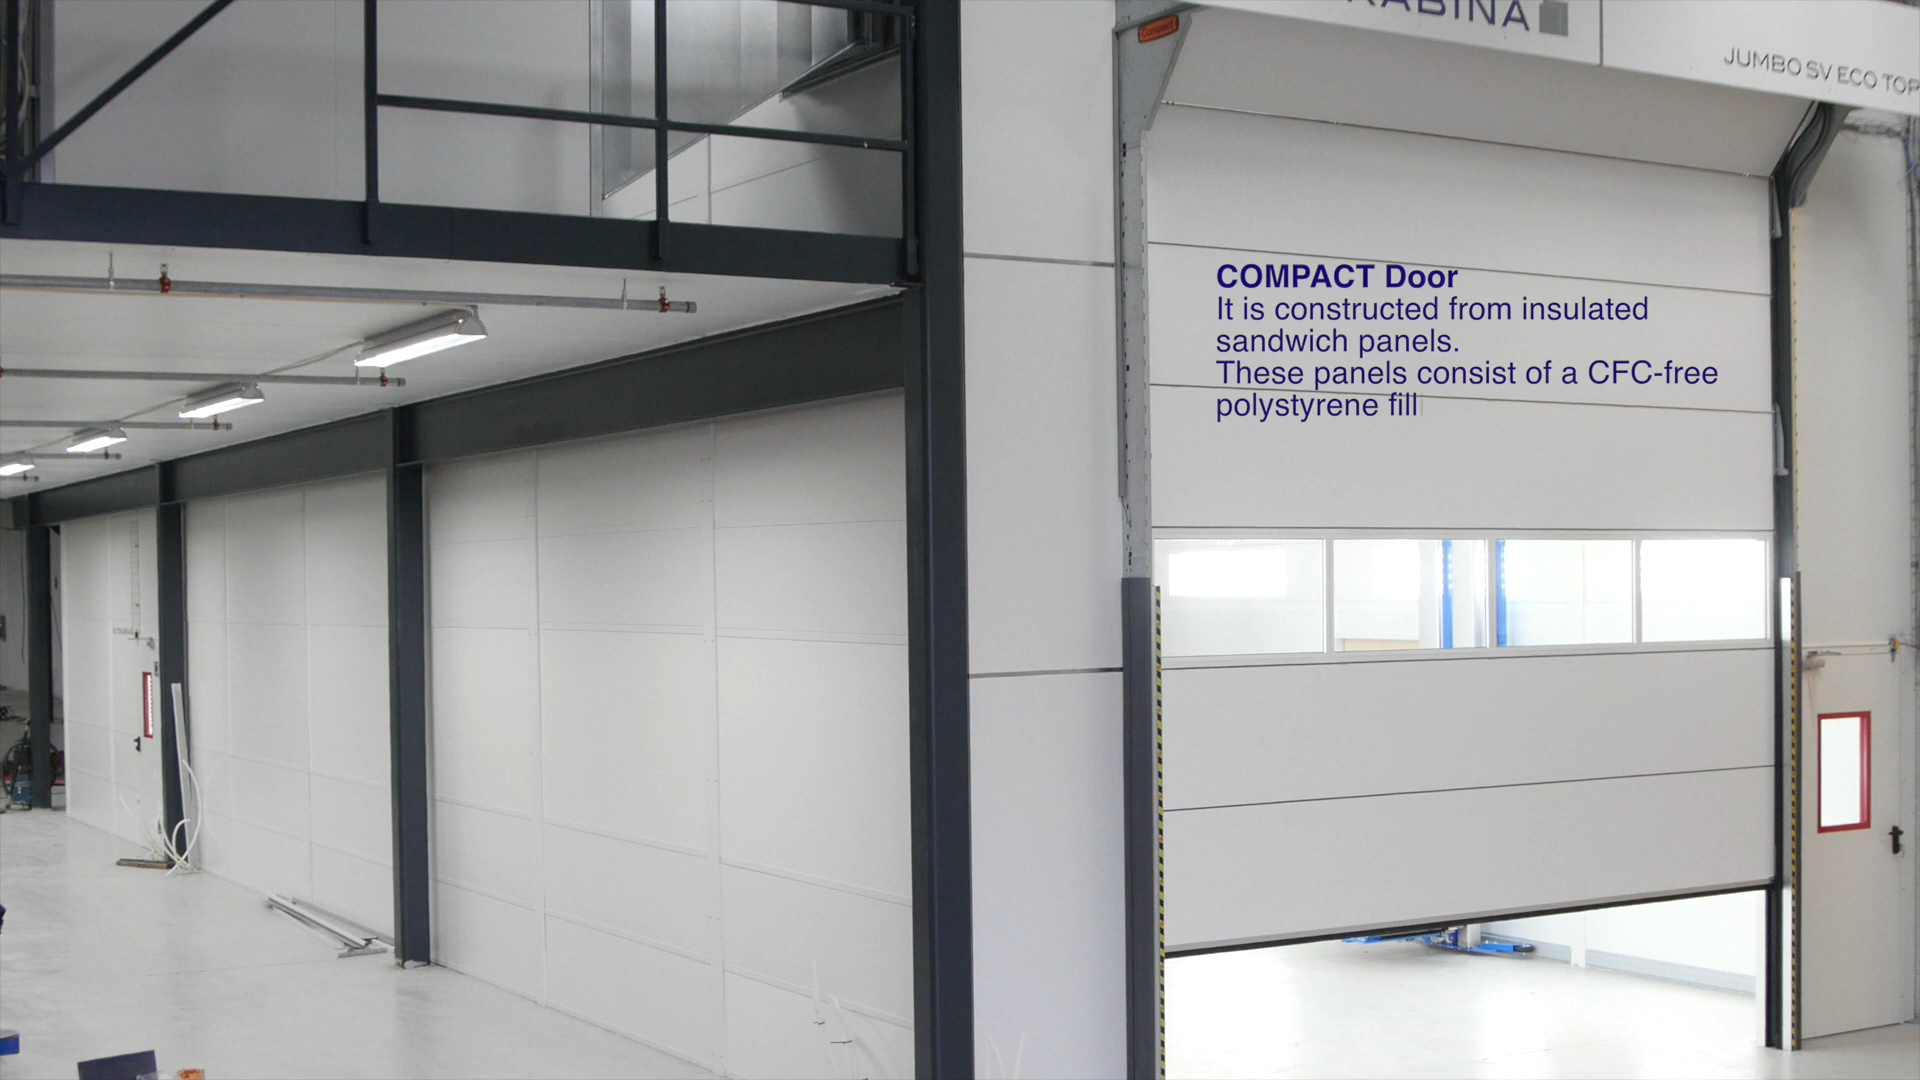 JUMBO SV ECO TOP
Compact
COMPACT Door
It is constructed from insulated
sandwich panels.
These panels consist of a CFC-free
polystyrene fill